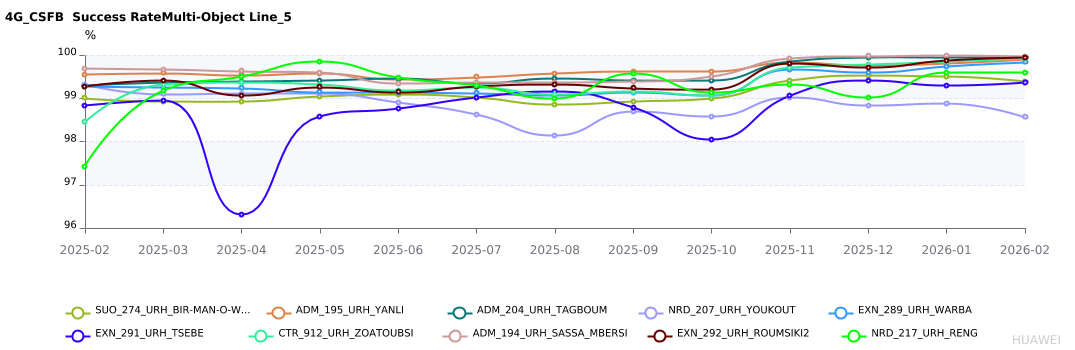 4G_CSFB  Success RateMulti-Object Line_5
%
100
99
98
97
96
2025-02 2025-03 2025-04 2025-05 2025-06 2025-07 2025-08 2025-09 2025-10 2025-11 2025-12 2026-01 2026-02
SUO_274_URH_BIR-MAN-O-W... ADM_195_URH_YANLI ADM_204_URH_TAGBOUM NRD_207_URH_YOUKOUT EXN_289_URH_WARBA
EXN_291_URH_TSEBE CTR_912_URH_ZOATOUBSI ADM_194_URH_SASSA_MBERSI EXN_292_URH_ROUMSIKI2 NRD_217_URH_RENG
HUAWEI